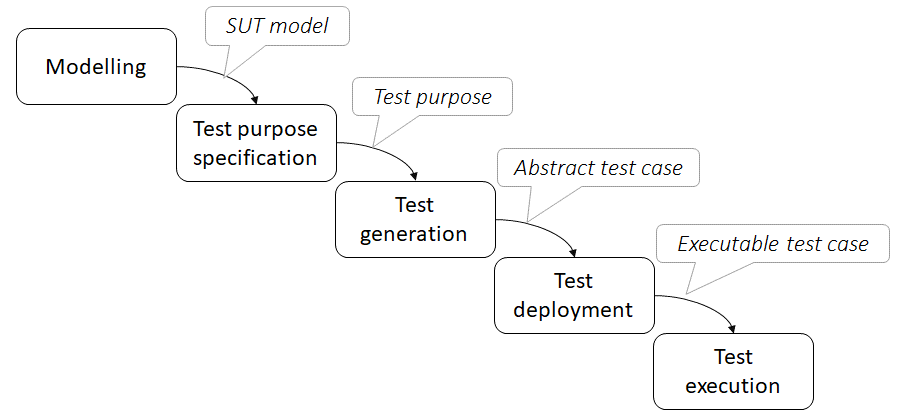 SUT model
Modelling
Test purpose
Test purpose
specification
Abstract test case
Test
generation
Executable test case
Test
deployment
Test
execution